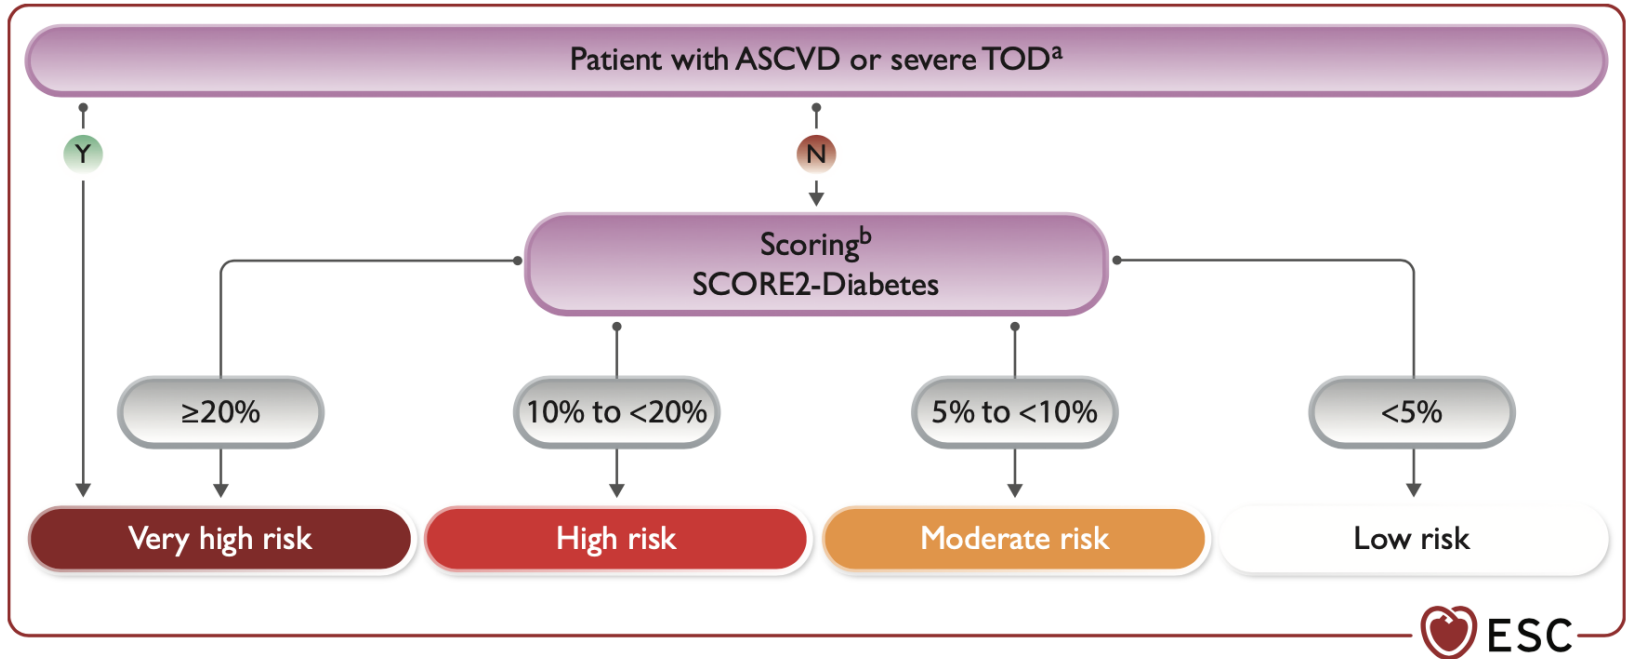 Patient with ASCVD or severe TODᵃ
Y
N
Scoringᵇ
SCORE2-Diabetes
≥20%
10% to <20%
5% to <10%
<5%
Very high risk
High risk
Moderate risk
Low risk
ESC